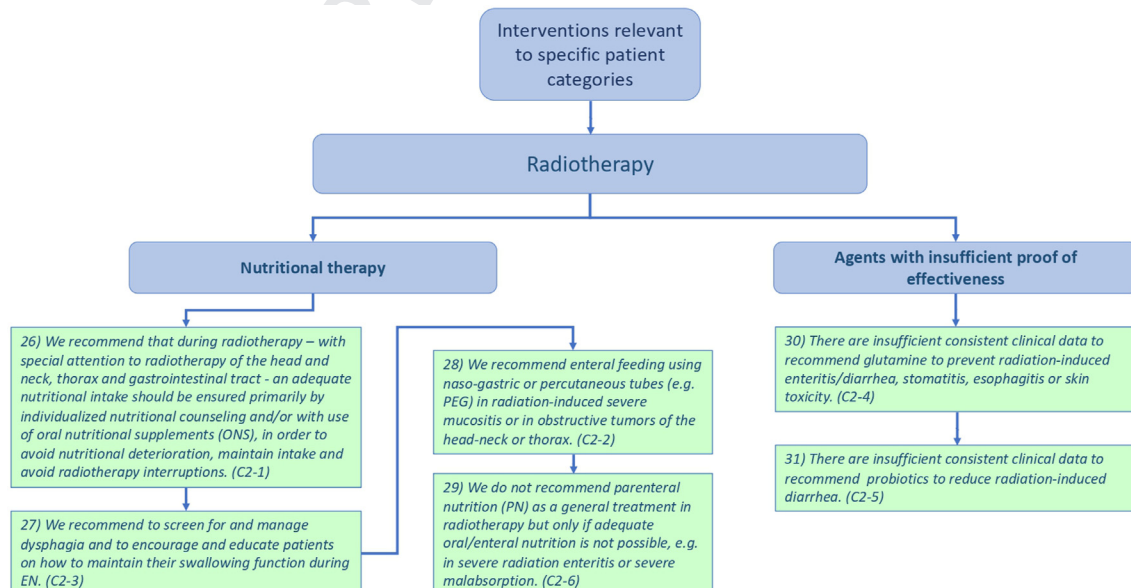 Interventions relevant
to specific patient
categories
Radiotherapy
Nutritional therapy
26) We recommend that during radiotherapy – with
special attention to radiotherapy of the head and
neck, thorax and gastrointestinal tract - an adequate
nutritional intake should be ensured primarily by
individualized nutritional counseling and/or with use
of oral nutritional supplements (ONS), in order to
avoid nutritional deterioration, maintain intake and
avoid radiotherapy interruptions. (C2-1)
27) We recommend to screen for and manage
dysphagia and to encourage and educate patients
on how to maintain their swallowing function during
EN. (C2-3)
28) We recommend enteral feeding using
naso-gastric or percutaneous tubes (e.g.
PEG) in radiation-induced severe
mucositis or in obstructive tumors of the
head-neck or thorax. (C2-2)
29) We do not recommend parenteral
nutrition (PN) as a general treatment in
radiotherapy but only if adequate
oral/enteral nutrition is not possible, e.g.
in severe radiation enteritis or severe
malabsorption. (C2-6)
Agents with insufficient proof of
effectiveness
30) There are insufficient consistent clinical data to
recommend glutamine to prevent radiation-induced
enteritis/diarrhea, stomatitis, esophagitis or skin
toxicity. (C2-4)
31) There are insufficient consistent clinical data to
recommend  probiotics to reduce radiation-induced
diarrhea. (C2-5)